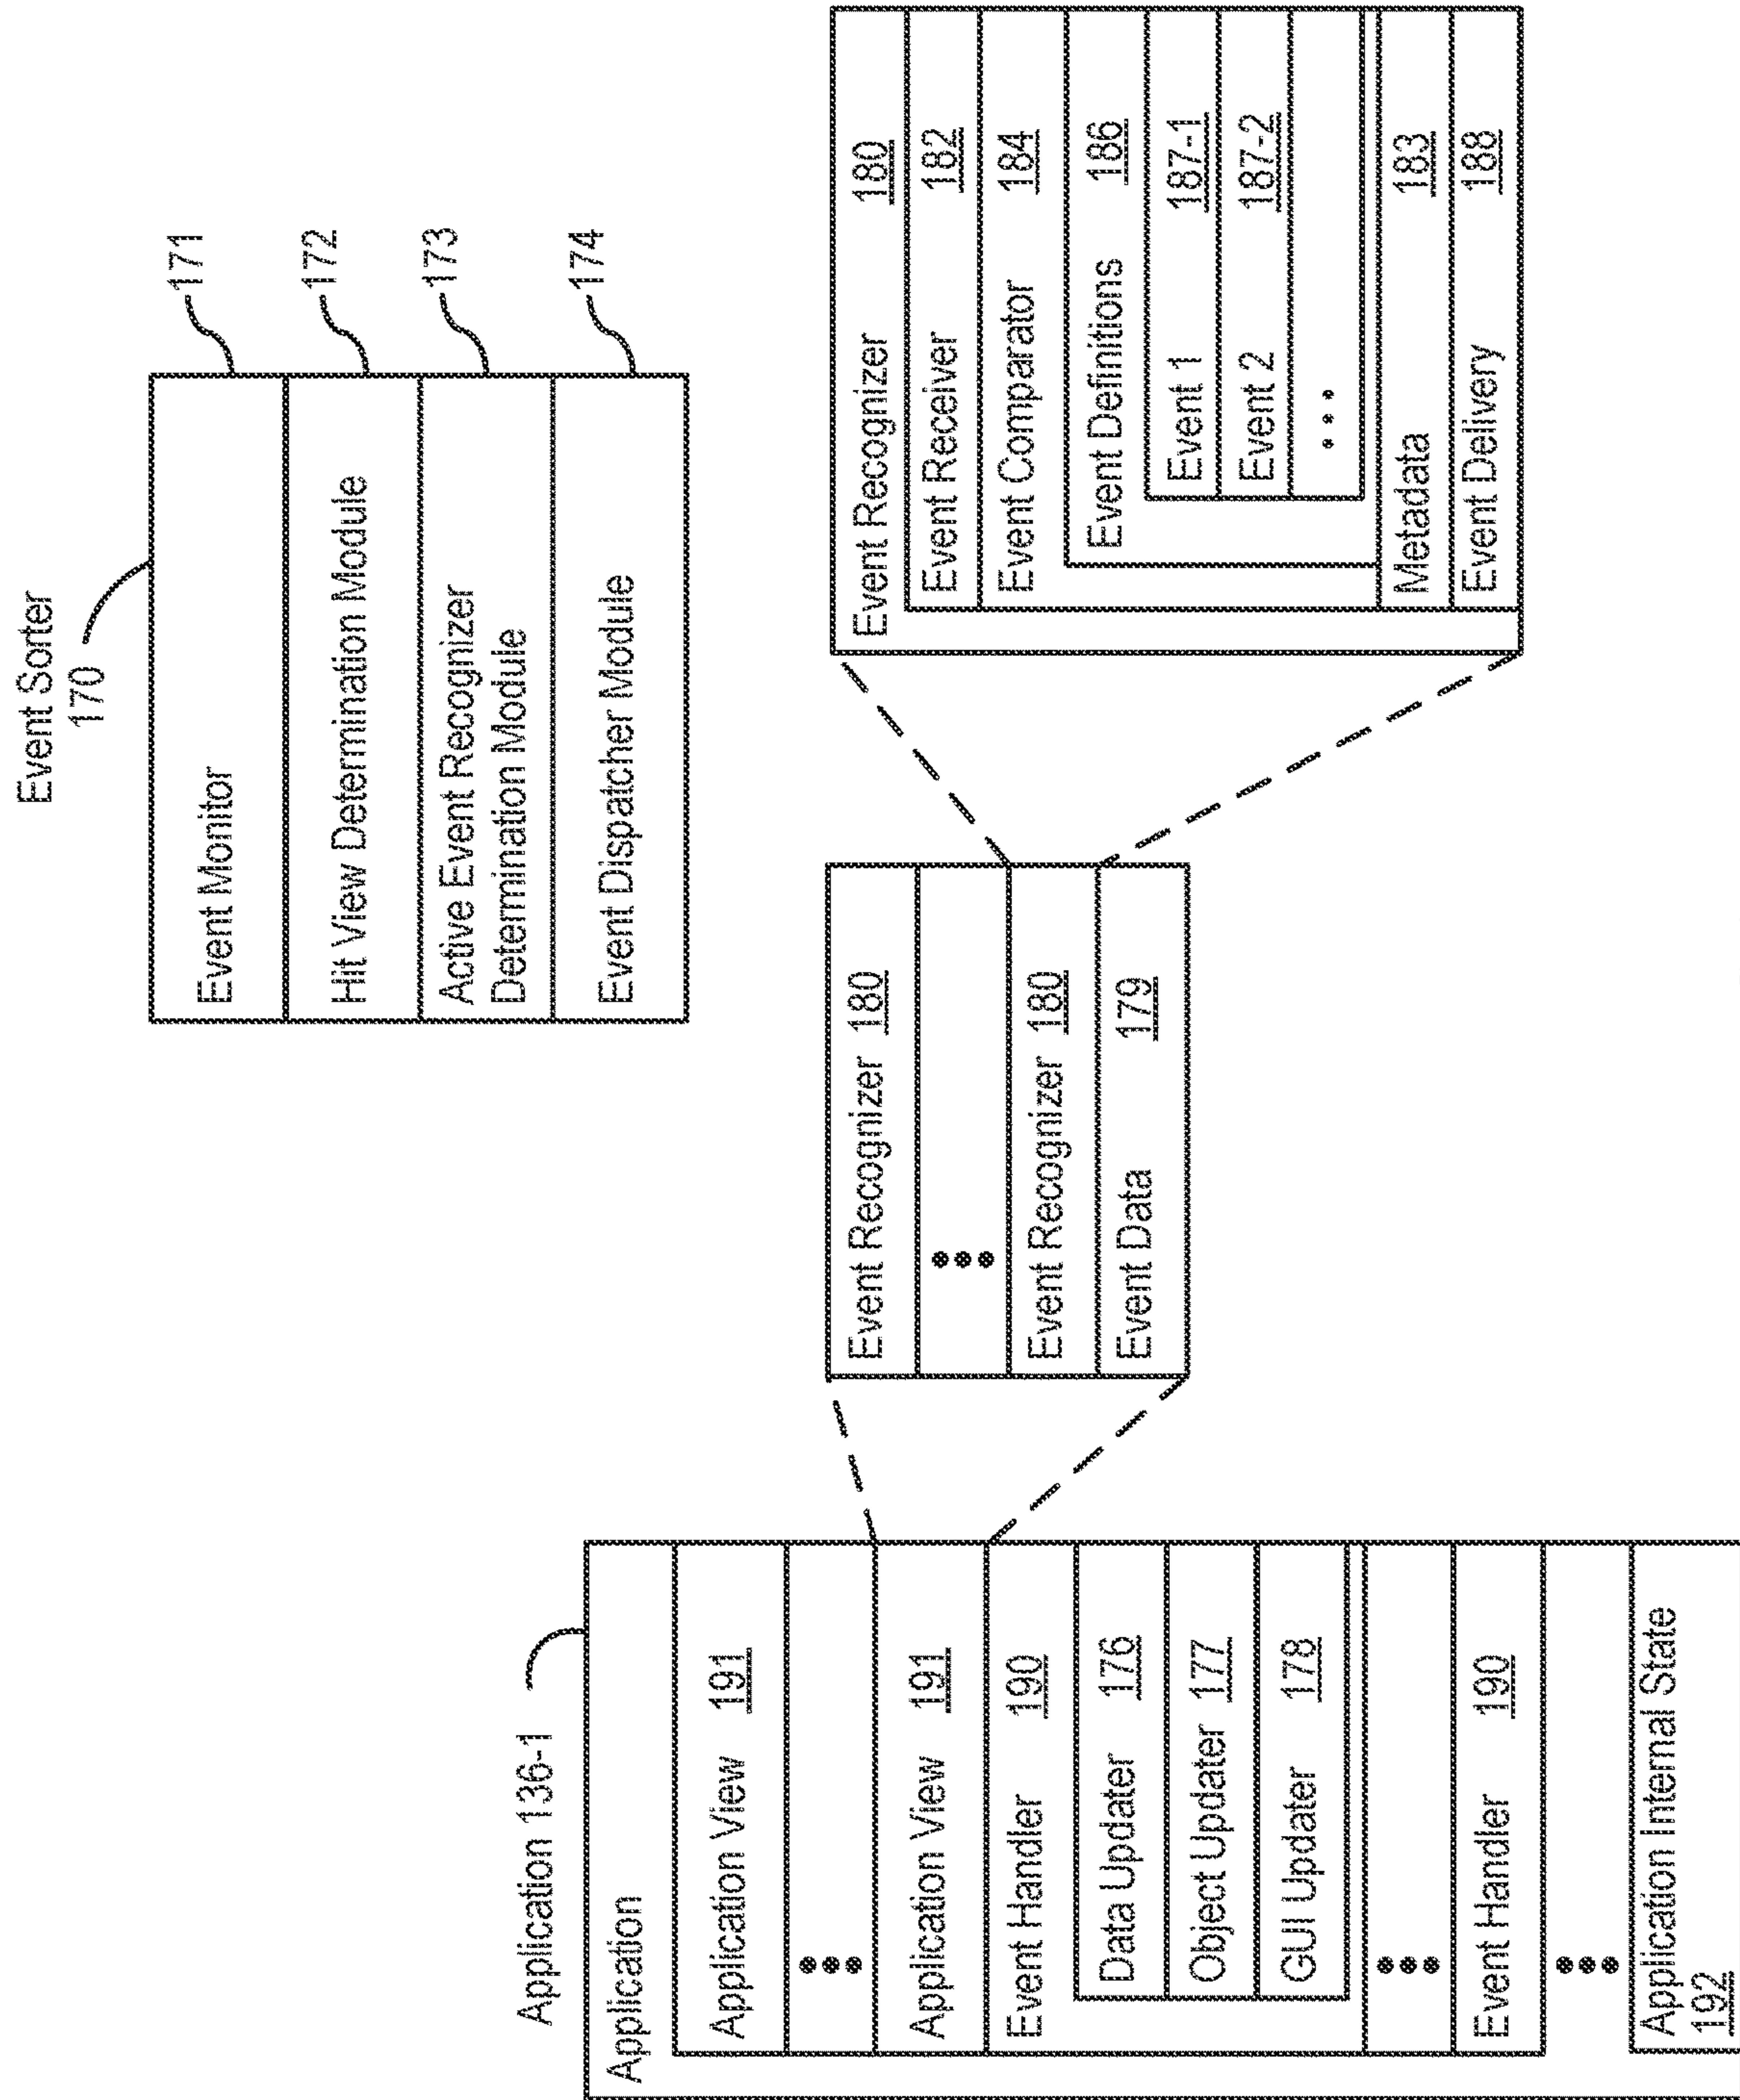 Event Sorter
170
Event Monitor
171
Hit View Determination Module
172
Active Event Recognizer
Determination Module
173
Event Dispatcher Module
174
Application 136-1
Application
Application View 191
Application View 191
Event Handler 190
Data Updater 176
Object Updater 177
GUI Updater 178
Event Handler 190
Application Internal State
192
Event Recognizer 180
Event Recognizer 180
Event Data 179
Event Recognizer 180
Event Receiver 182
Event Comparator 184
Event Definitions 186
Event 1 187-1
Event 2 187-2
Metadata 183
Event Delivery 188